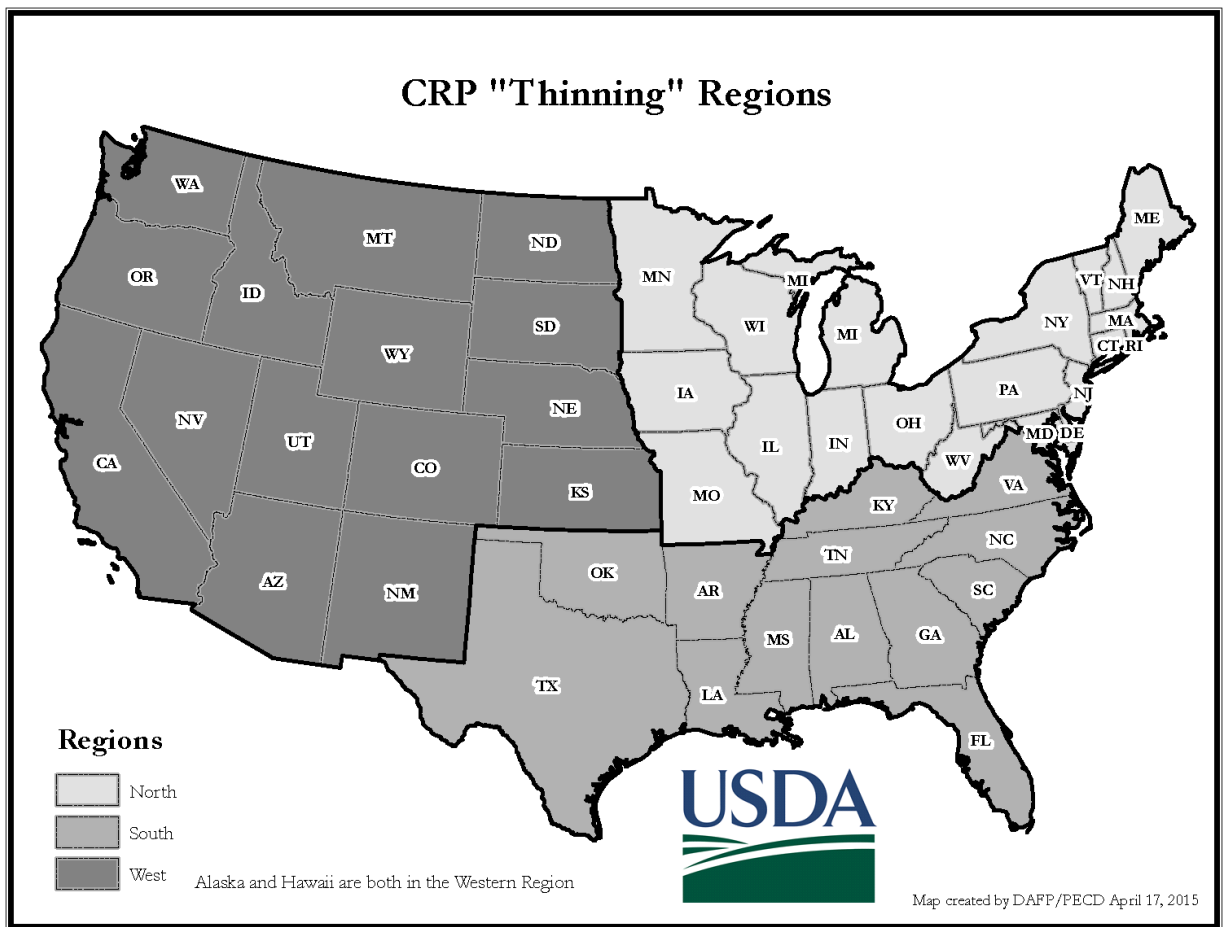 CRP "Thinning" Regions
WA
MT
ND
MN
ME
OR
ID
SD
WI
MI
MI
NY
VT
NH
MA
CT
RI
WY
IA
PA
NJ
NV
UT
NE
IL
IN
OH
MD
DE
CA
CO
KS
MO
WV
VA
KY
AZ
NM
OK
AR
TN
NC
SC
TX
LA
MS
AL
GA
FL
Regions
North
South
West
Alaska and Hawaii are both in the Western Region
USDA
Map created by DAFP/PECD April 17, 2015